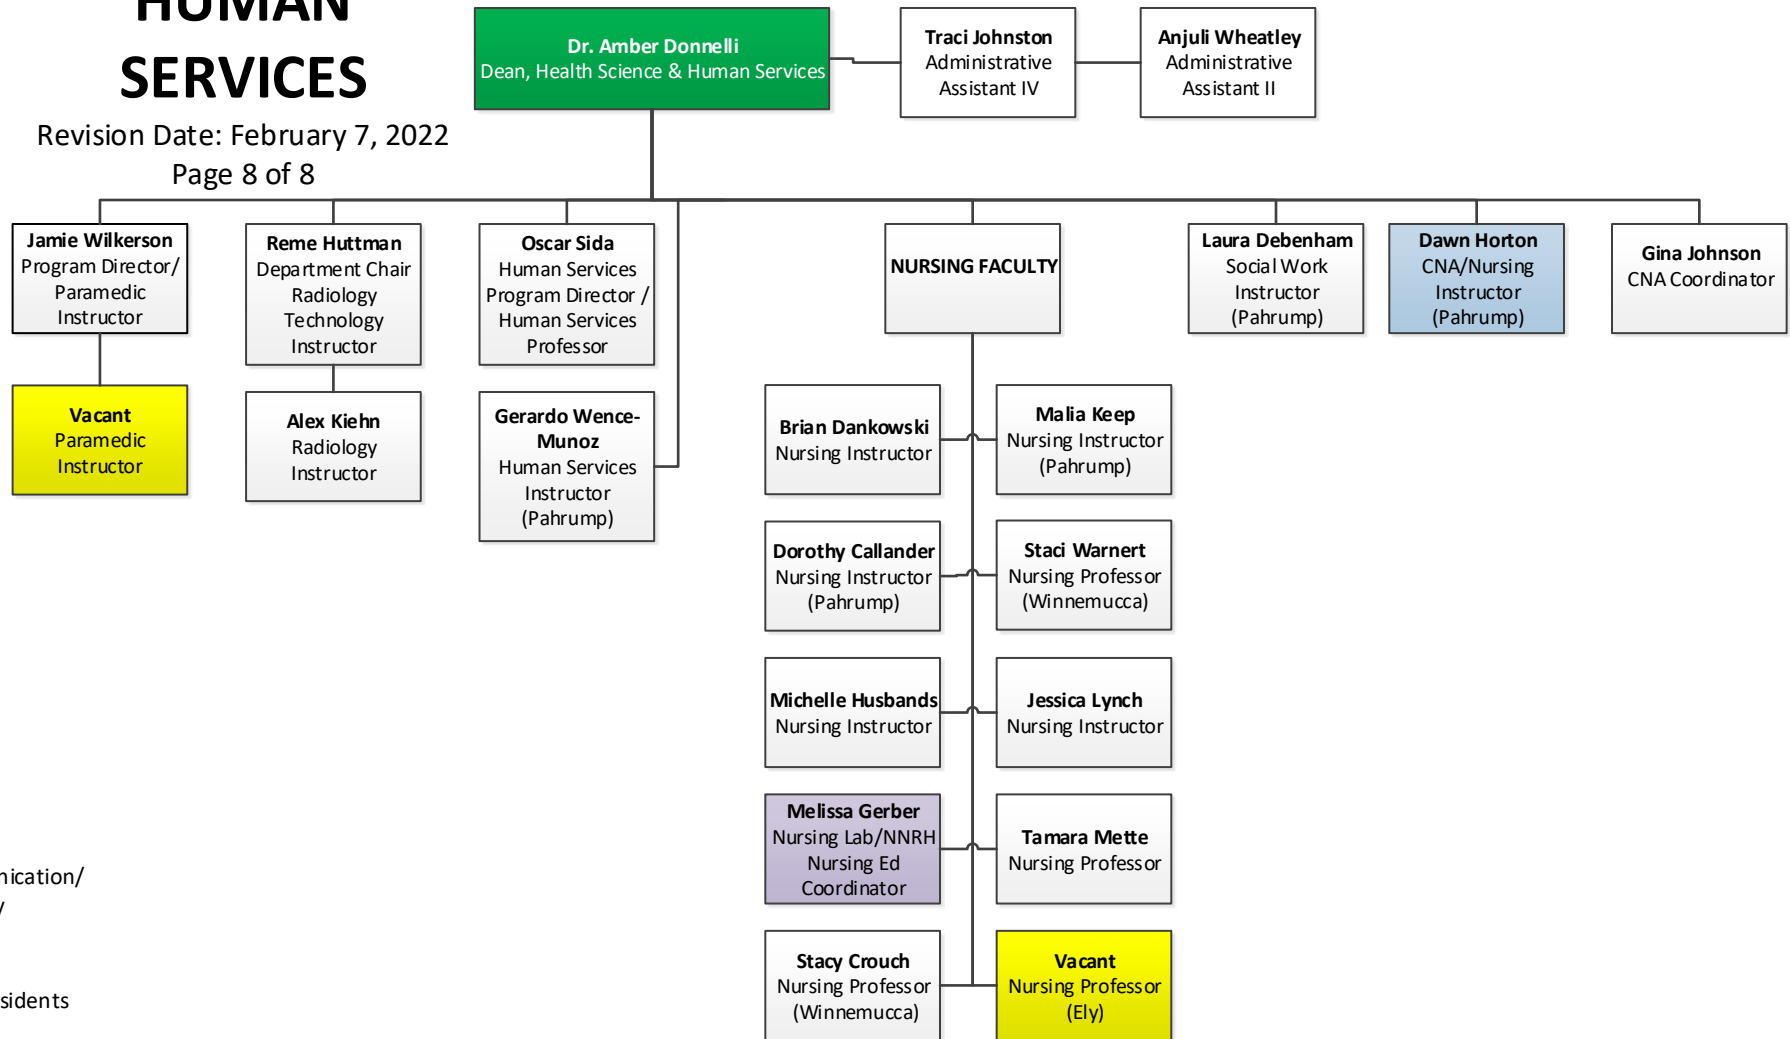 HUMAN
SERVICES
Revision Date: February 7, 2022
Page 8 of 8
Dr. Amber Donnelli
Dean, Health Science & Human Services
Traci Johnston
Administrative
Assistant IV
Anjuli Wheatley
Administrative
Assistant II
Jamie Wilkerson
Program Director/
Paramedic
Instructor
Reme Huttman
Department Chair
Radiology
Technology
Instructor
Oscar Sida
Human Services
Program Director /
Human Services
Professor
NURSING FACULTY
Laura Debenham
Social Work
Instructor
(Pahrump)
Dawn Horton
CNA/Nursing
Instructor
(Pahrump)
Gina Johnson
CNA Coordinator
Vacant
Paramedic
Instructor
Alex Kiehn
Radiology
Instructor
Gerardo Wence-
Munoz
Human Services
Instructor
(Pahrump)
Brian Dankowski
Nursing Instructor
Malia Keep
Nursing Instructor
(Pahrump)
Dorothy Callander
Nursing Instructor
(Pahrump)
Staci Warnert
Nursing Professor
(Winnemucca)
Michelle Husbands
Nursing Instructor
Jessica Lynch
Nursing Instructor
Melissa Gerber
Nursing Lab/NNRH
Nursing Ed
Coordinator
Tamara Mette
Nursing Professor
Stacy Crouch
Nursing Professor
(Winnemucca)
Vacant
Nursing Professor
(Ely)
nication/
/
sidents